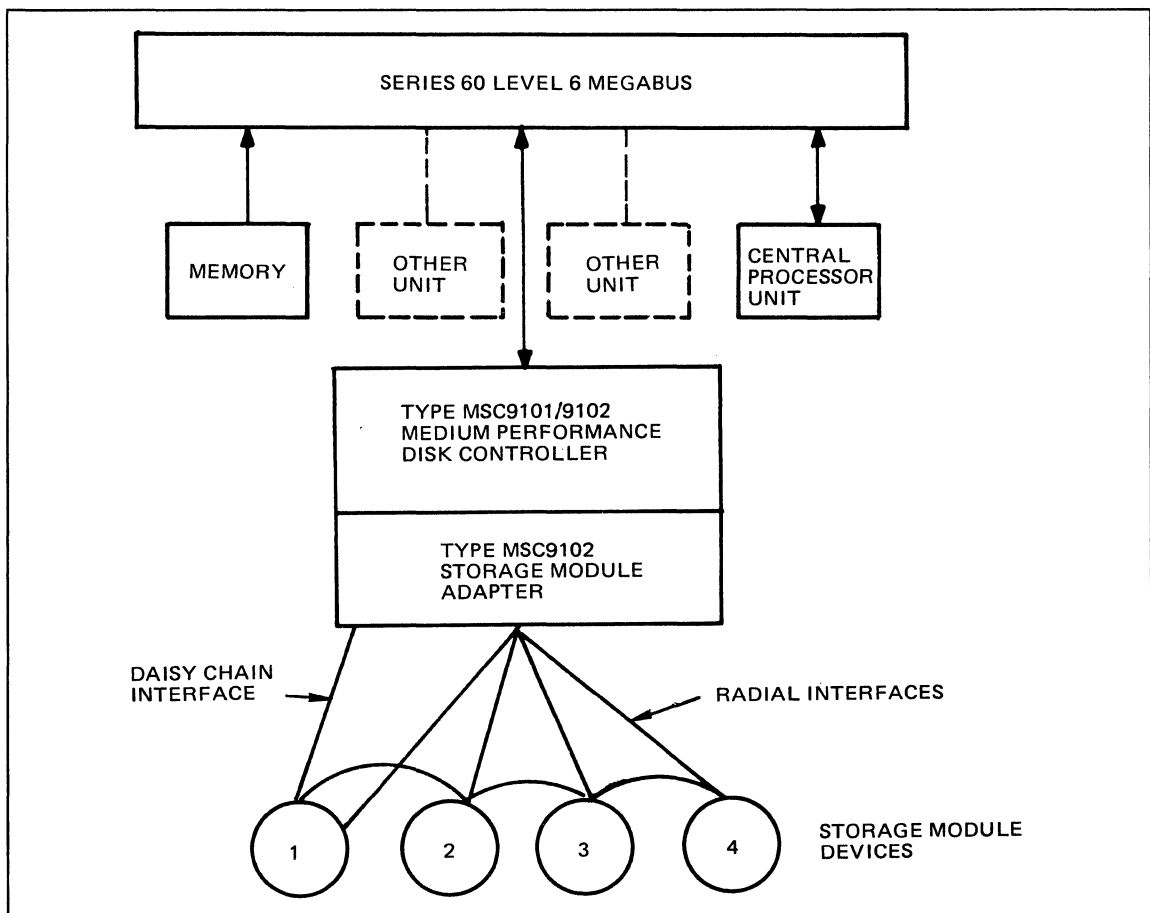 SERIES 60 LEVEL 6 MEGABUS
MEMORY
OTHER
UNIT
OTHER
UNIT
CENTRAL
PROCESSOR
UNIT
TYPE MSC9101/9102
MEDIUM PERFORMANCE
DISK CONTROLLER
TYPE MSC9102
STORAGE MODULE
ADAPTER
DAISY CHAIN
INTERFACE
RADIAL INTERFACES
1
2
3
4
STORAGE MODULE
DEVICES